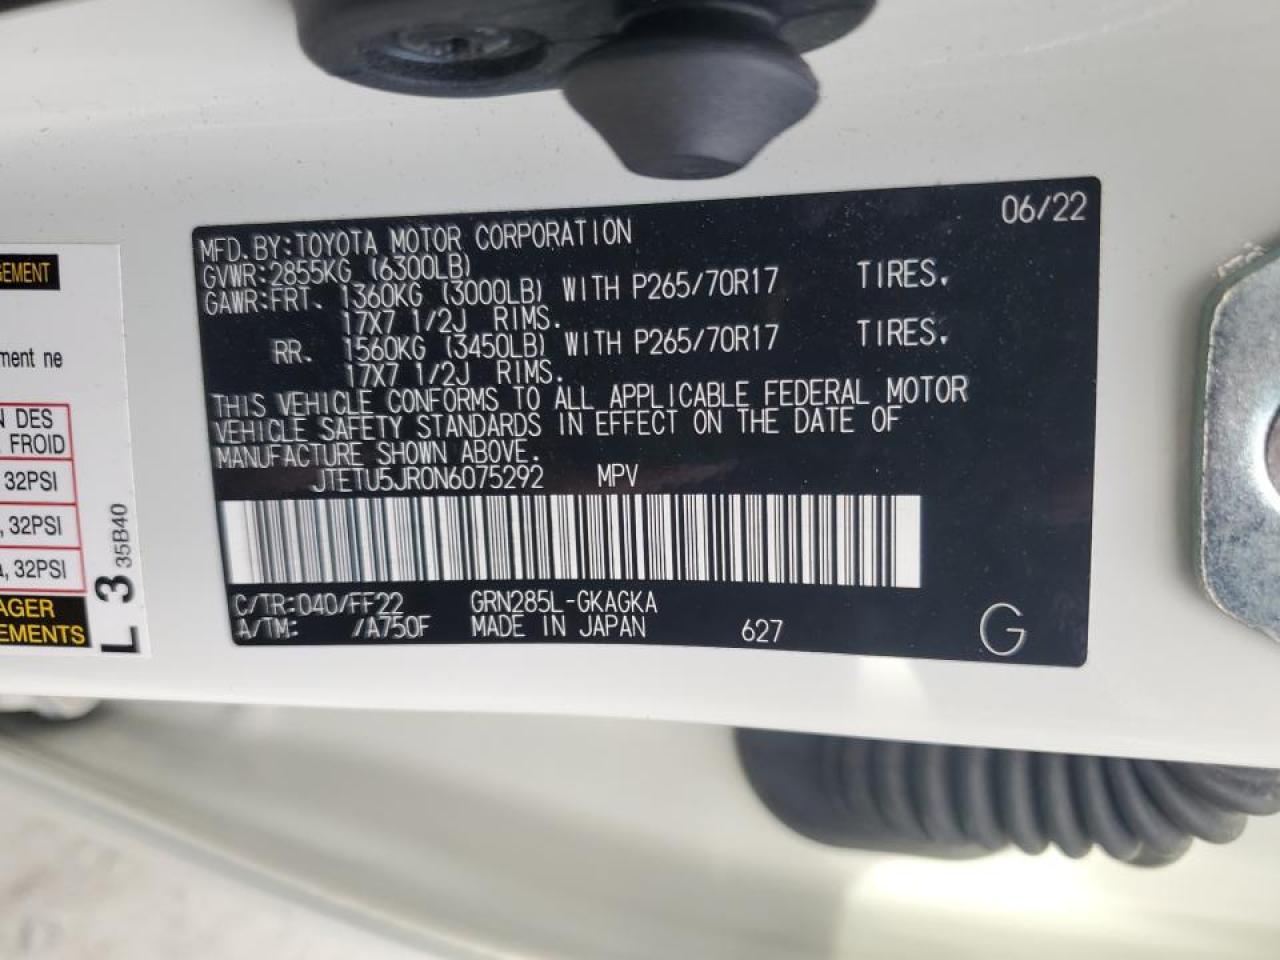 06/22
MFD.BY:TOYOTA MOTOR CORPORATION
GVWR:2855KG (6300LB)
GAWR:FRT. 1360KG (3000LB) WITH P265/70R17 TIRES.
17X7 1/2J RIMS.
RR. 1560KG (3450LB) WITH P265/70R17 TIRES.
17X7 1/2J RIMS.
THIS VEHICLE CONFORMS TO ALL APPLICABLE FEDERAL MOTOR
VEHICLE SAFETY STANDARDS IN EFFECT ON THE DATE OF
MANUFACTURE SHOWN ABOVE.
JTETU5JR0N6075292 MPV
C/TR:040/FF22 GRN285L-GKAGKA
A/TM: /A750F MADE IN JAPAN 627 G
GEMENT
ment ne
N DES
FROID
32PSI
, 32PSI
a, 32PSI
AGER
EMENTS
L 3 35B40